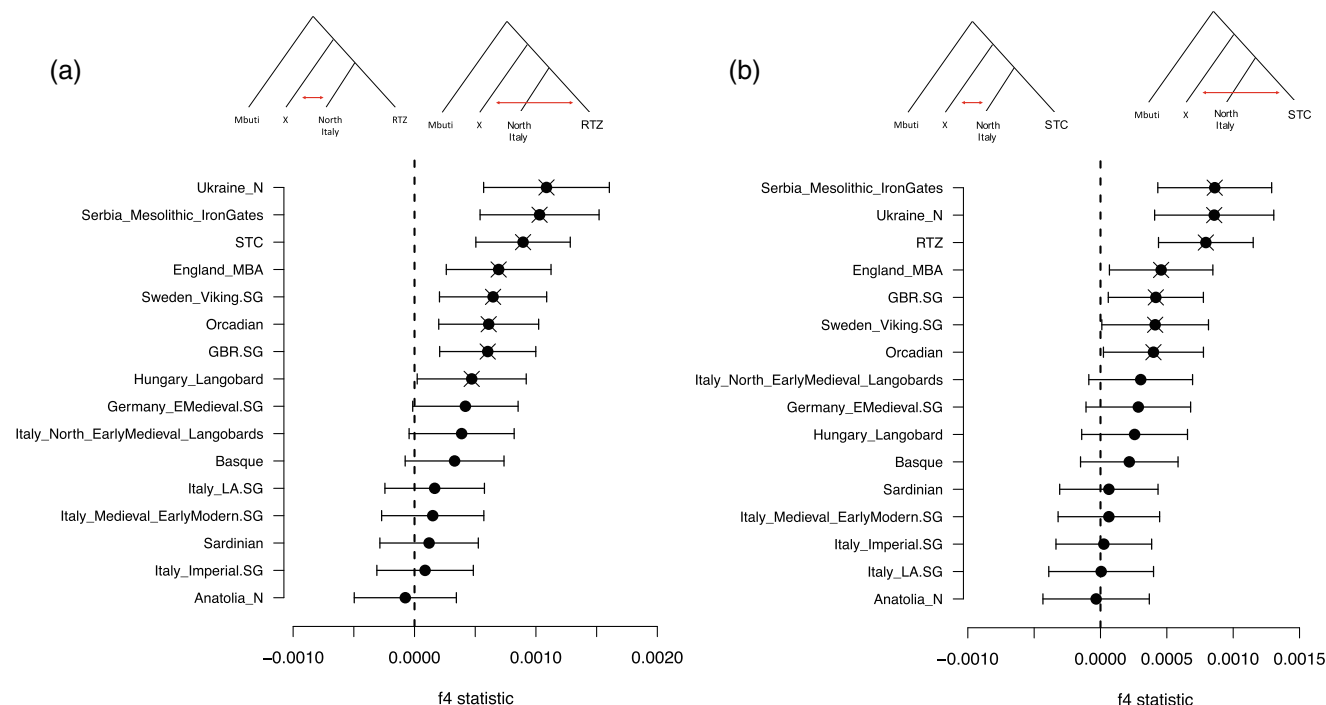 (a)
Mbuti X North Italy RTZ
Mbuti X North Italy RTZ
Ukraine_N
Serbia_Mesolithic_IronGates
STC
England_MBA
Sweden_Viking.SG
Orcadian
GBR.SG
Hungary_Langobard
Germany_EMedieval.SG
Italy_North_EarlyMedieval_Langobards
Basque
Italy_LA.SG
Italy_Medieval_EarlyModern.SG
Sardinian
Italy_Imperial.SG
Anatolia_N
−0.0010 0.0000 0.0010 0.0020
f4 statistic
(b)
Mbuti X North Italy STC
Mbuti X North Italy STC
Serbia_Mesolithic_IronGates
Ukraine_N
RTZ
England_MBA
GBR.SG
Sweden_Viking.SG
Orcadian
Italy_North_EarlyMedieval_Langobards
Germany_EMedieval.SG
Hungary_Langobard
Basque
Sardinian
Italy_Medieval_EarlyModern.SG
Italy_Imperial.SG
Italy_LA.SG
Anatolia_N
−0.0010 0.0000 0.0005 0.0010 0.0015
f4 statistic